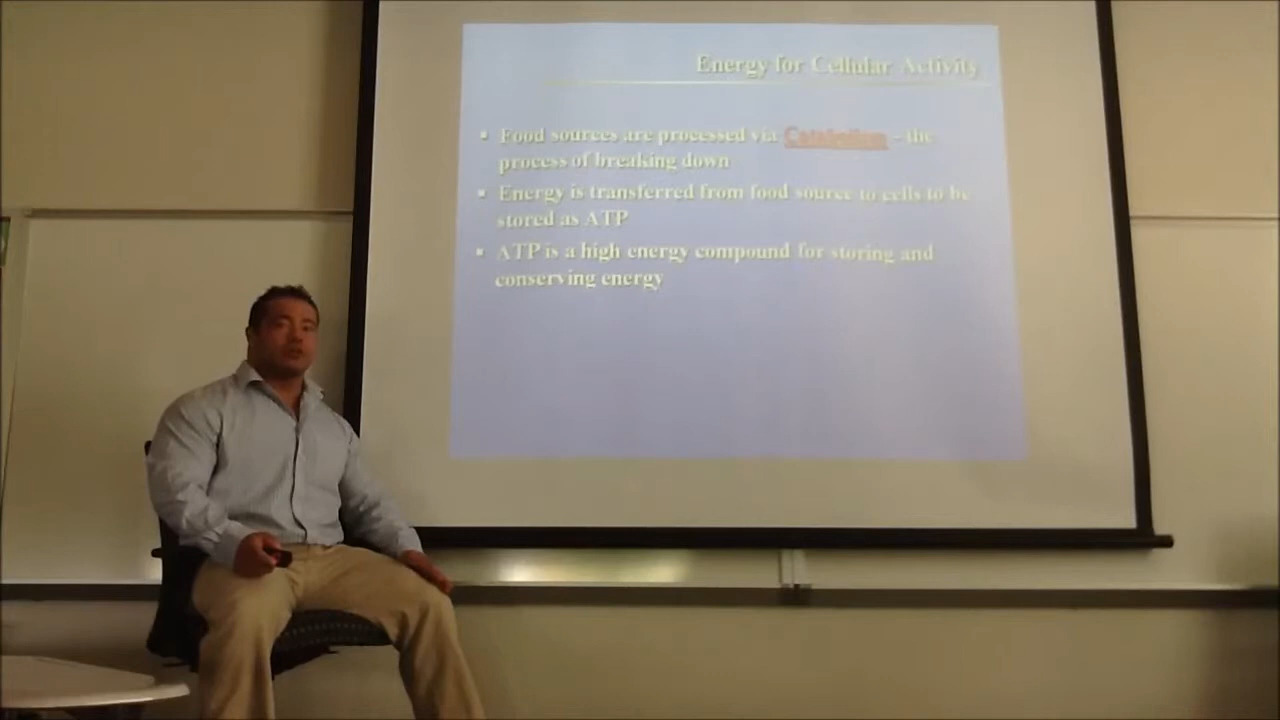 Energy for Cellular Activity
▪ Food sources are processed via Catabolism - the
process of breaking down
▪ Energy is transferred from food source to cells to be
stored as ATP
▪ ATP is a high energy compound for storing and
conserving energy